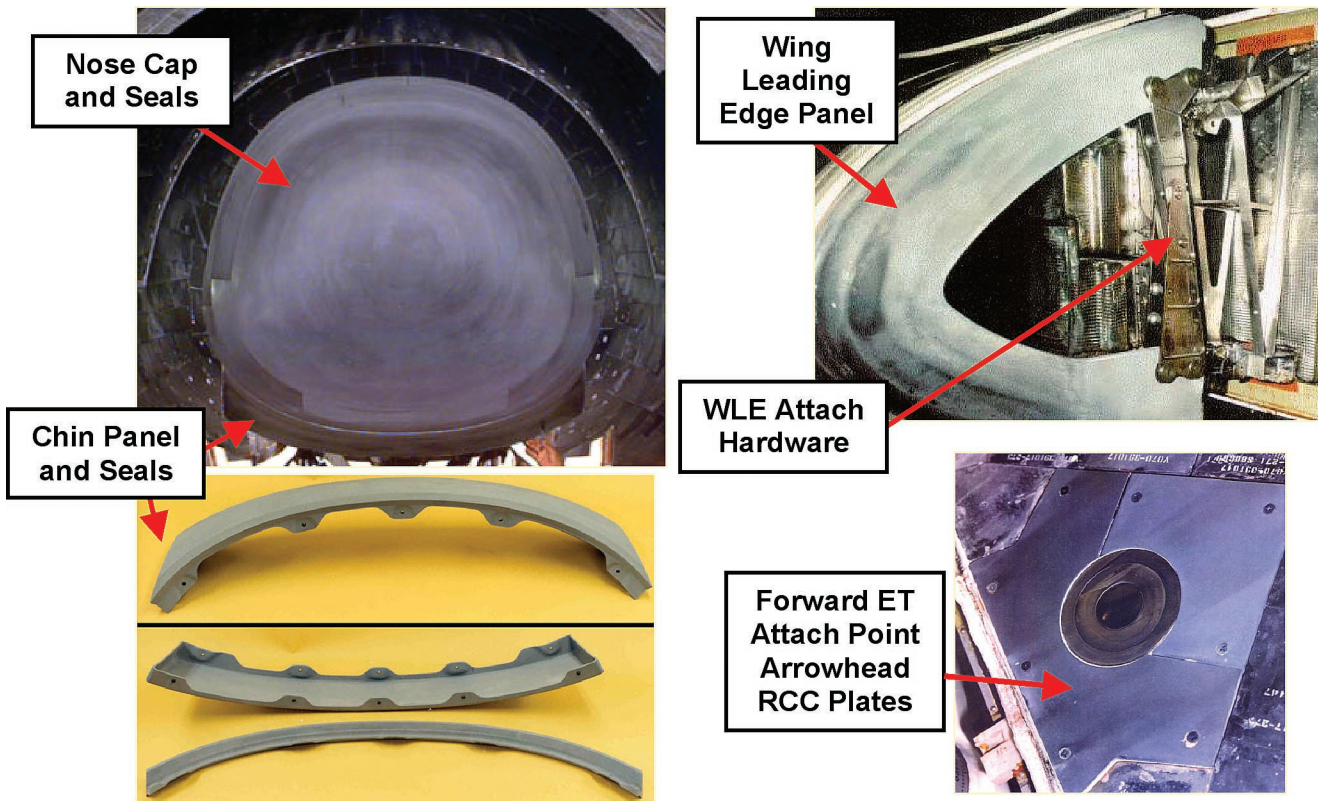 Nose Cap
and Seals
Chin Panel
and Seals
Wing
Leading
Edge Panel
WLE Attach
Hardware
Forward ET
Attach Point
Arrowhead
RCC Plates